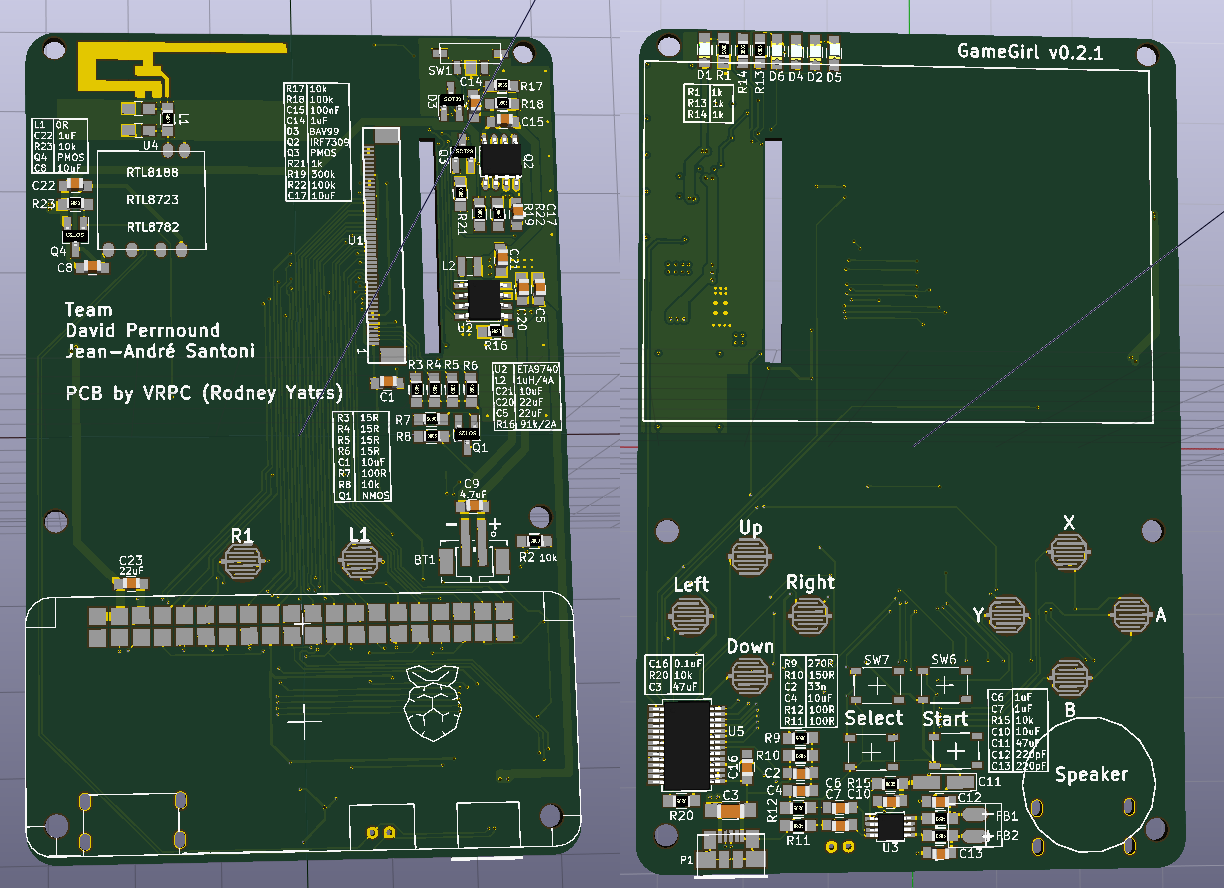 SW1
C14
R17
R18
C15
D3
R17 10k
R18 100k
C15 100nF
C14 1uF
D3 BAV99
Q2 IRF7309
Q3 PMOS
R21 1k
R19 300k
R22 100k
C17 10uF
L1
U4
L1 0R
C22 1uF
R23 10k
Q4 PMOS
C8 10uF
RTL8188
RTL8723
RTL8782
C22
R23
Q4
C8
Q3
Q2
R21
R19
R22
C17
U1
1
L2
C21
U2
C20
C5
R16
Team
David Perrnound
Jean-André Santoni
PCB by VRPC (Rodney Yates)
R3 R4 R5 R6
C1
R7
R8
Q1
U2 ETA9740
L2 1uH/4A
C21 10uF
C20 22uF
C5 22uF
R16 91k/2A
R3 15R
R4 15R
R5 15R
R6 15R
C1 10uF
R7 100R
R8 10k
Q1 NMOS
C9
4.7uF
- +
BT1
R2 10k
R1
L1
C23
22uF
GameGirl v0.2.1
D1 R1 R14 R13 D6 D4 D2 D5
R1 1k
R13 1k
R14 1k
Up
X
Left
Right
Y
A
Down
B
SW7
SW6
Select
Start
C16 0.1uF
R20 10k
C3 47uF
R9 270R
R10 150R
C2 33n
C4 10uF
R12 100R
R11 100R
C6 1uF
C7 1uF
R15 10k
C10 10uF
C11 47uF
C12 220pF
C13 220pF
Speaker
U5
C16
R20
C3
P1
R9
R10
C2
C4
R12
R11
C6
C7
R15
C10
C11
C12
FB1
FB2
U3
C13